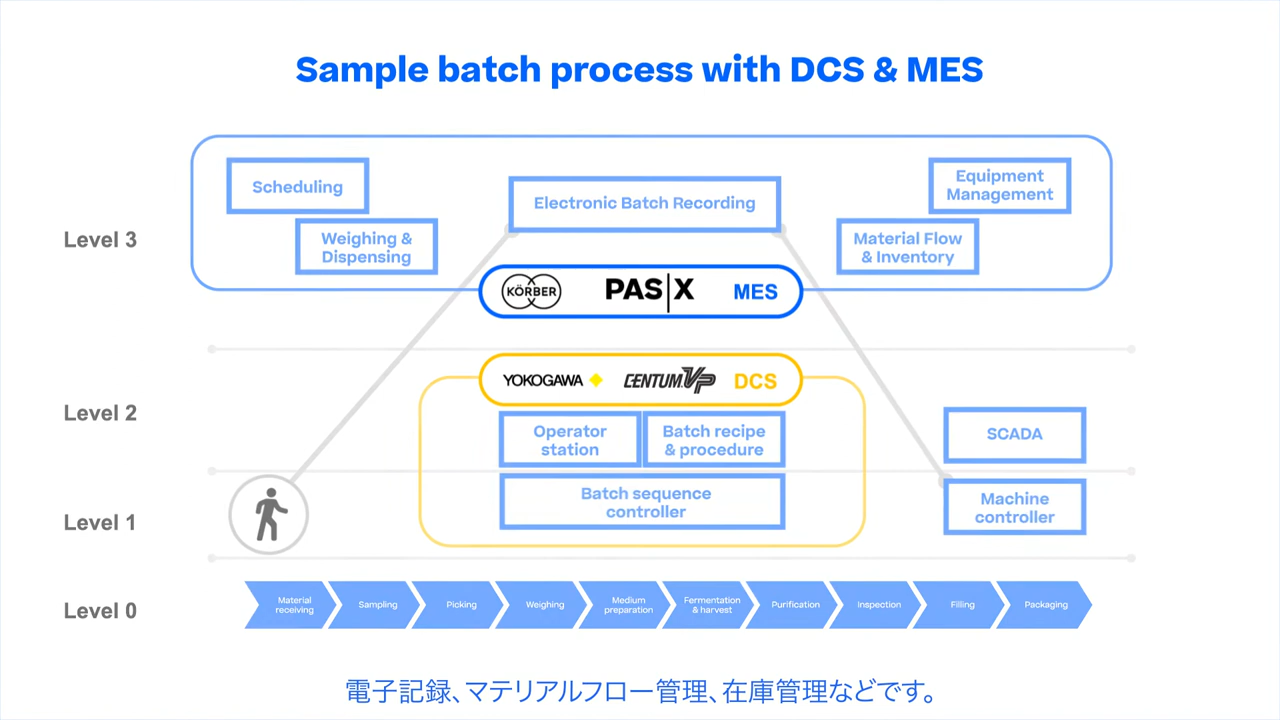 Sample batch process with DCS & MES
Level 3
Scheduling
Weighing &
Dispensing
Electronic Batch Recording
Equipment
Management
Material Flow
& Inventory
KÖRBER PAS|X MES
Level 2
YOKOGAWA CENTUM VP DCS
Operator
station
Batch recipe
& procedure
SCADA
Level 1
Batch sequence
controller
Machine
controller
Level 0
Material
receiving
Sampling
Picking
Weighing
Medium
preparation
Fermentation
& harvest
Purification
Inspection
Filling
Packaging
電子記録、マテリアルフロー管理、在庫管理などです。